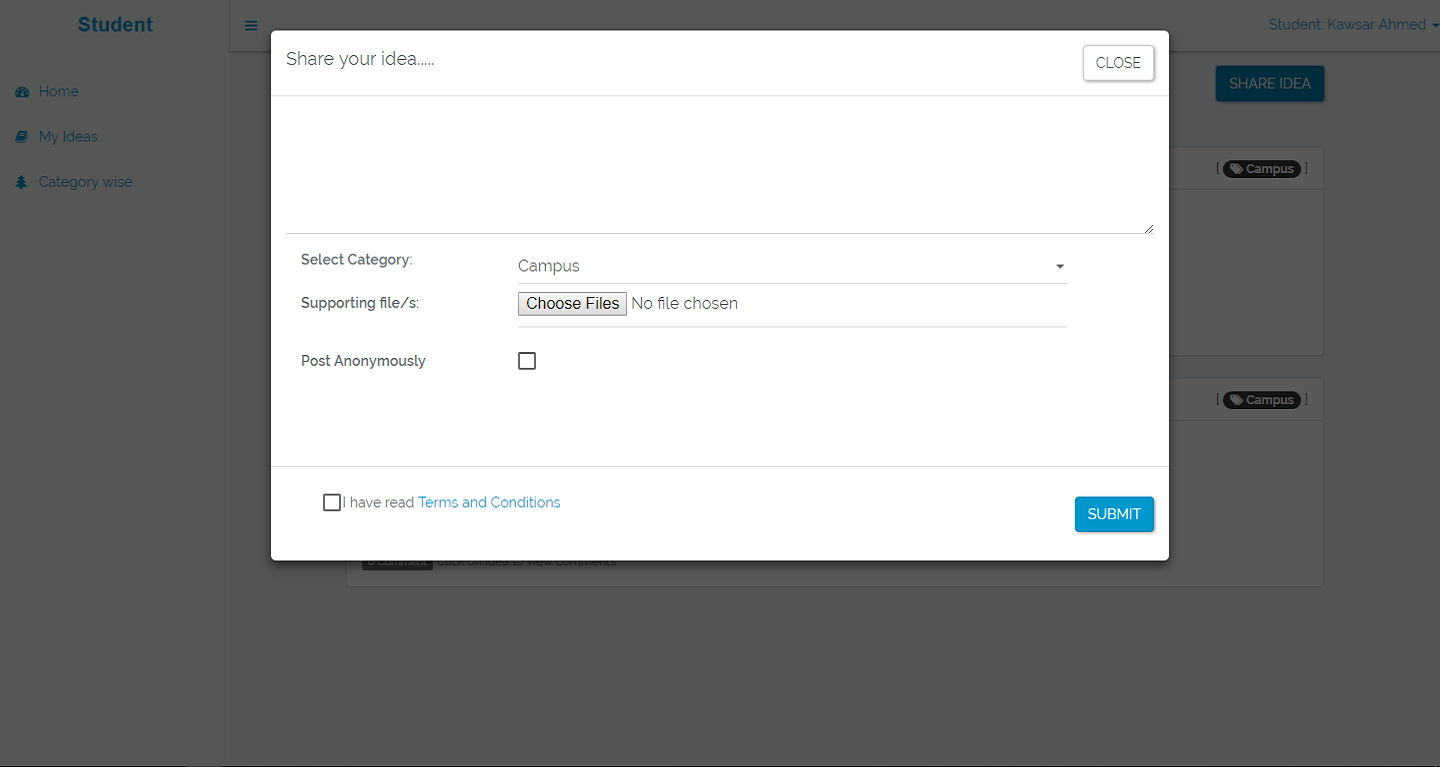 Student
Student: Kawsar Ahmed
Share your idea.....
CLOSE
SHARE IDEA
Home
My Ideas
Category wise
[ Campus ]
Select Category:
Campus
Supporting file/s:
Choose Files No file chosen
Post Anonymously
[ Campus ]
I have read Terms and Conditions
SUBMIT
0 Comment Click on idea to view comments